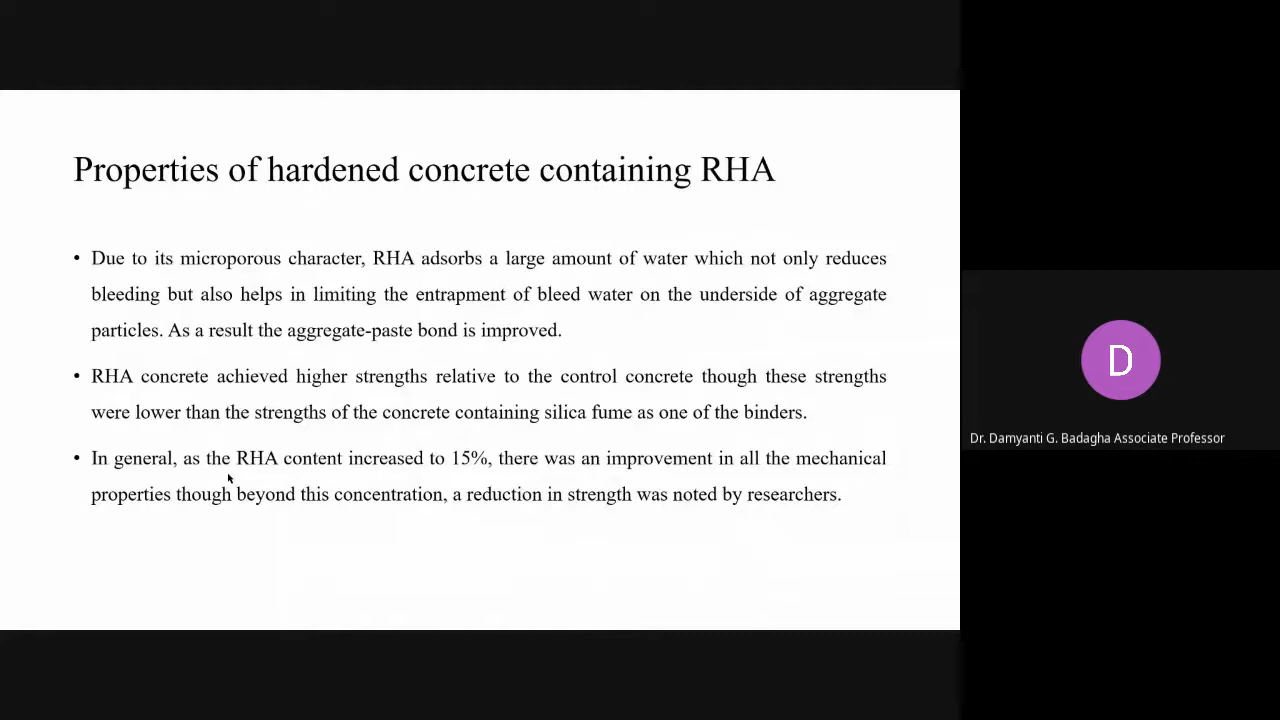 Properties of hardened concrete containing RHA
• Due to its microporous character, RHA adsorbs a large amount of water which not only reduces
bleeding but also helps in limiting the entrapment of bleed water on the underside of aggregate
particles. As a result the aggregate-paste bond is improved.
• RHA concrete achieved higher strengths relative to the control concrete though these strengths
were lower than the strengths of the concrete containing silica fume as one of the binders.
• In general, as the RHA content increased to 15%, there was an improvement in all the mechanical
properties though beyond this concentration, a reduction in strength was noted by researchers.
D
Dr. Damyanti G. Badagha Associate Professor